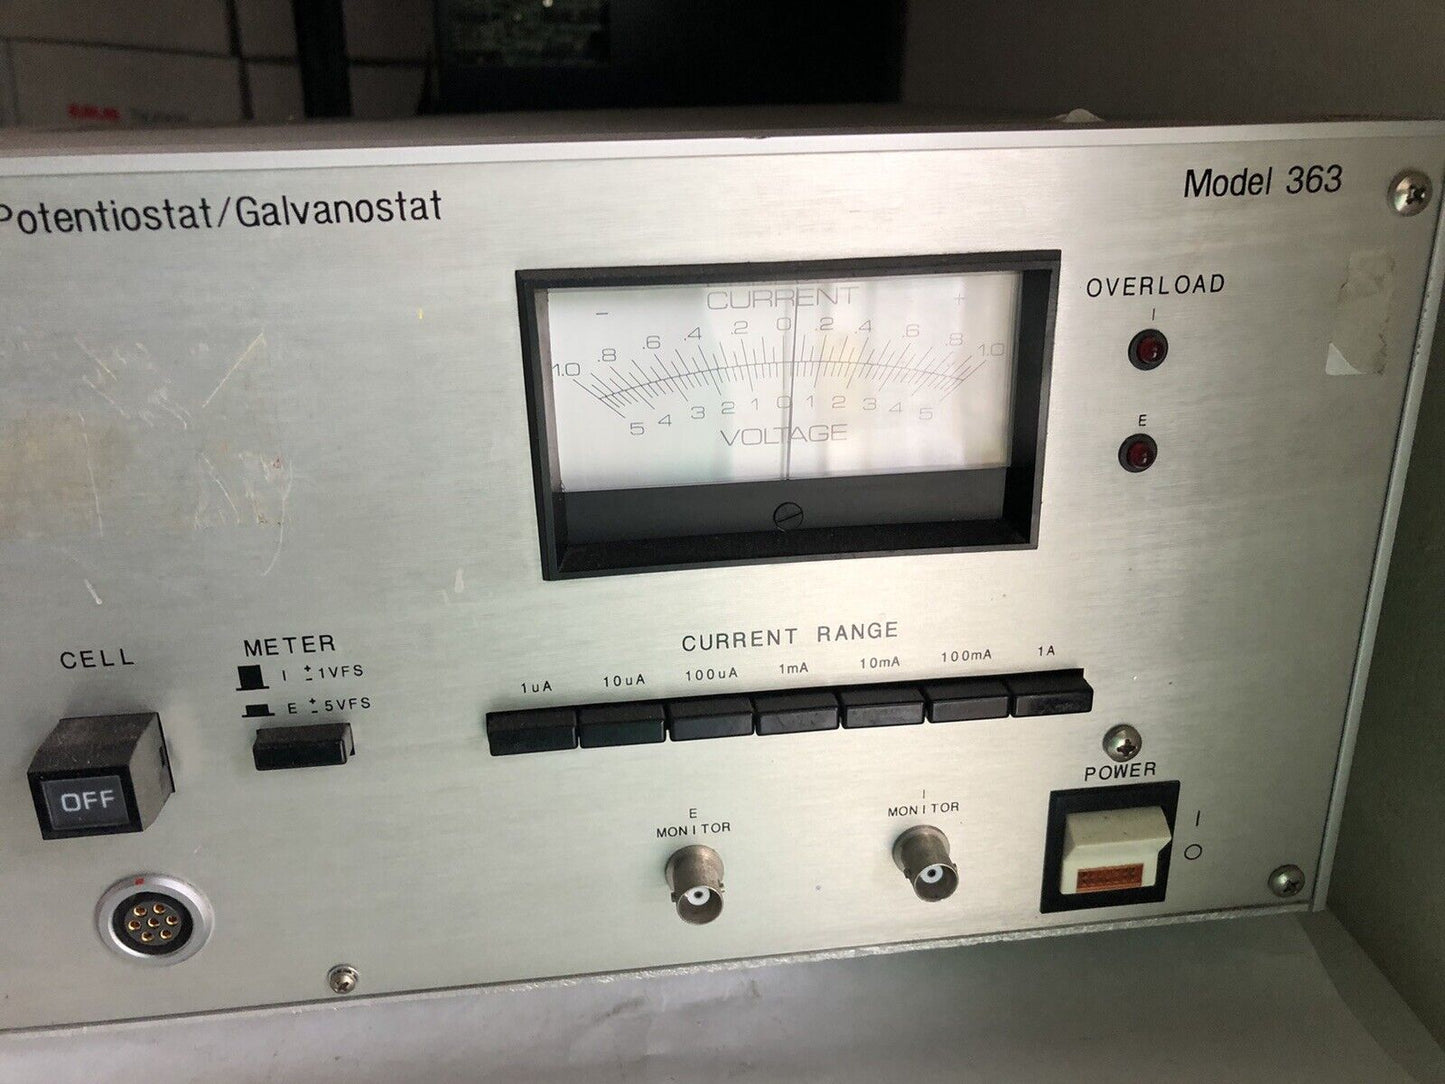 Potentiostat/Galvanostat
Model 363
CURRENT
- +
1.0 .8 .6 .4 .2 0 .2 .4 .6 .8 1.0
5 4 3 2 1 0 1 2 3 4 5
VOLTAGE
OVERLOAD
I
E
CELL
OFF
METER
I ±1VFS
E ±5VFS
CURRENT RANGE
1uA 10uA 100uA 1mA 10mA 100mA 1A
E
MONITOR
I
MONITOR
POWER
I
O